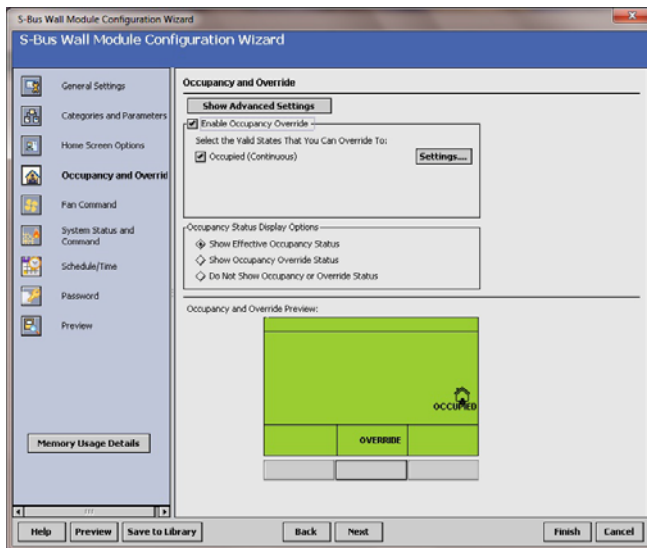 S-Bus Wall Module Configuration Wizard
S-Bus Wall Module Configuration Wizard
General Settings
Categories and Parameters
Home Screen Options
Occupancy and Overrid
Fan Command
System Status and
Command
Schedule/Time
Password
Preview
Memory Usage Details
Occupancy and Override
Show Advanced Settings
Enable Occupancy Override
Select the Valid States That You Can Override To:
Occupied (Continuous)
Settings....
Occupancy Status Display Options
Show Effective Occupancy Status
Show Occupancy Override Status
Do Not Show Occupancy or Override Status
Occupancy and Override Preview:
OCCUPIED
OVERRIDE
Help Preview Save to Library Back Next Finish Cancel